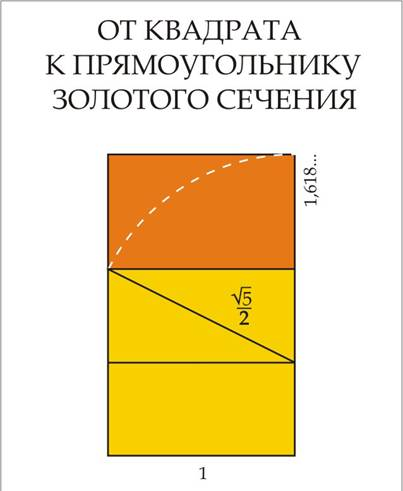 ОТ КВАДРАТА
К ПРЯМОУГОЛЬНИКУ
ЗОЛОТОГО СЕЧЕНИЯ
1,618...
√5
2
1